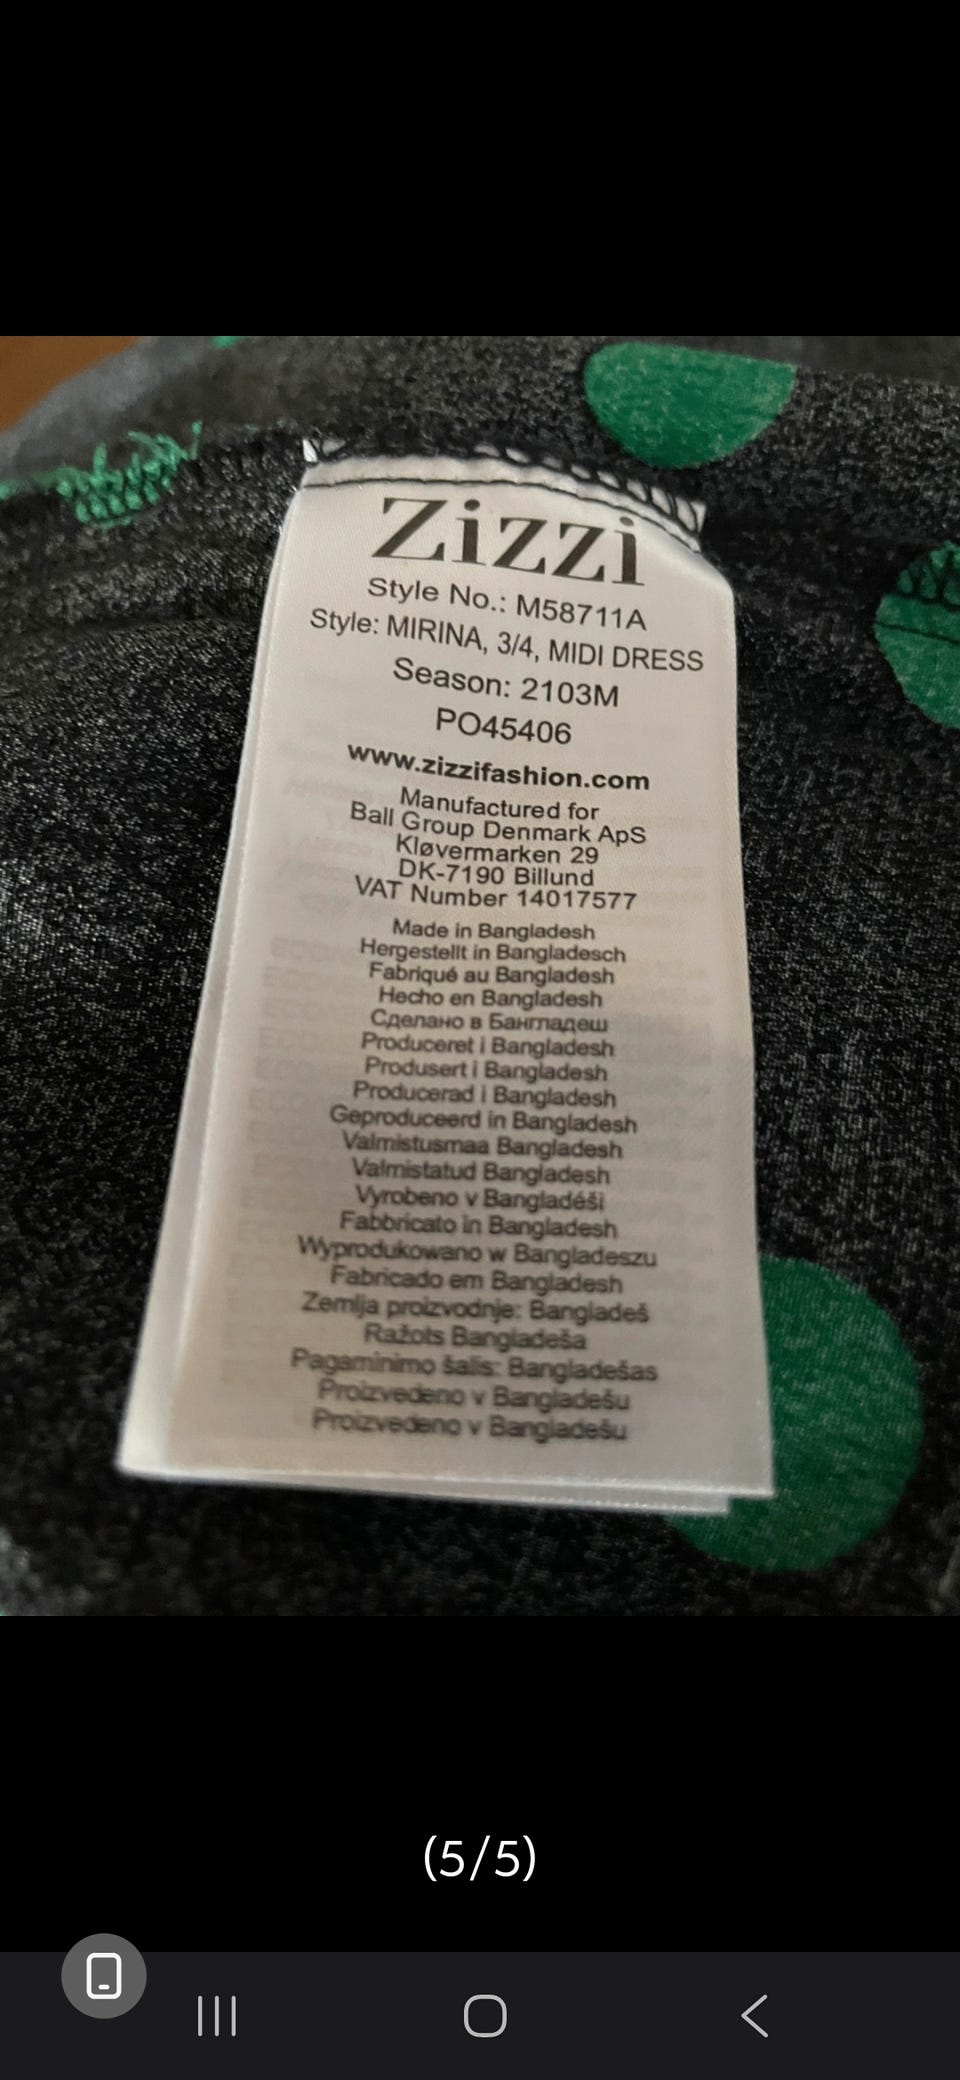 Zizzi
Style No.: M58711A
Style: MIRINA, 3/4, MIDI DRESS
Season: 2103M
PO45406
www.zizzifashion.com
Manufactured for
Ball Group Denmark ApS
Kløvermarken 29
DK-7190 Billund
VAT Number 14017577
Made in Bangladesh
Hergestellt in Bangladesch
Fabriqué au Bangladesh
Hecho en Bangladesh
Сделано в Бангладеш
Produceret i Bangladesh
Produsert i Bangladesh
Producerad i Bangladesh
Geproduceerd in Bangladesh
Valmistusmaa Bangladesh
Valmistatud Bangladesh
Vyrobeno v Bangladéši
Fabbricato in Bangladesh
Wyprodukowano w Bangladeszu
Fabricado em Bangladesh
Zemlja proizvodnje: Bangladeš
Ražots Bangladeša
Pagaminimo šalis: Bangladešas
Proizvedeno v Bangladešu
Proizvedeno v Bangladešu
(5/5)